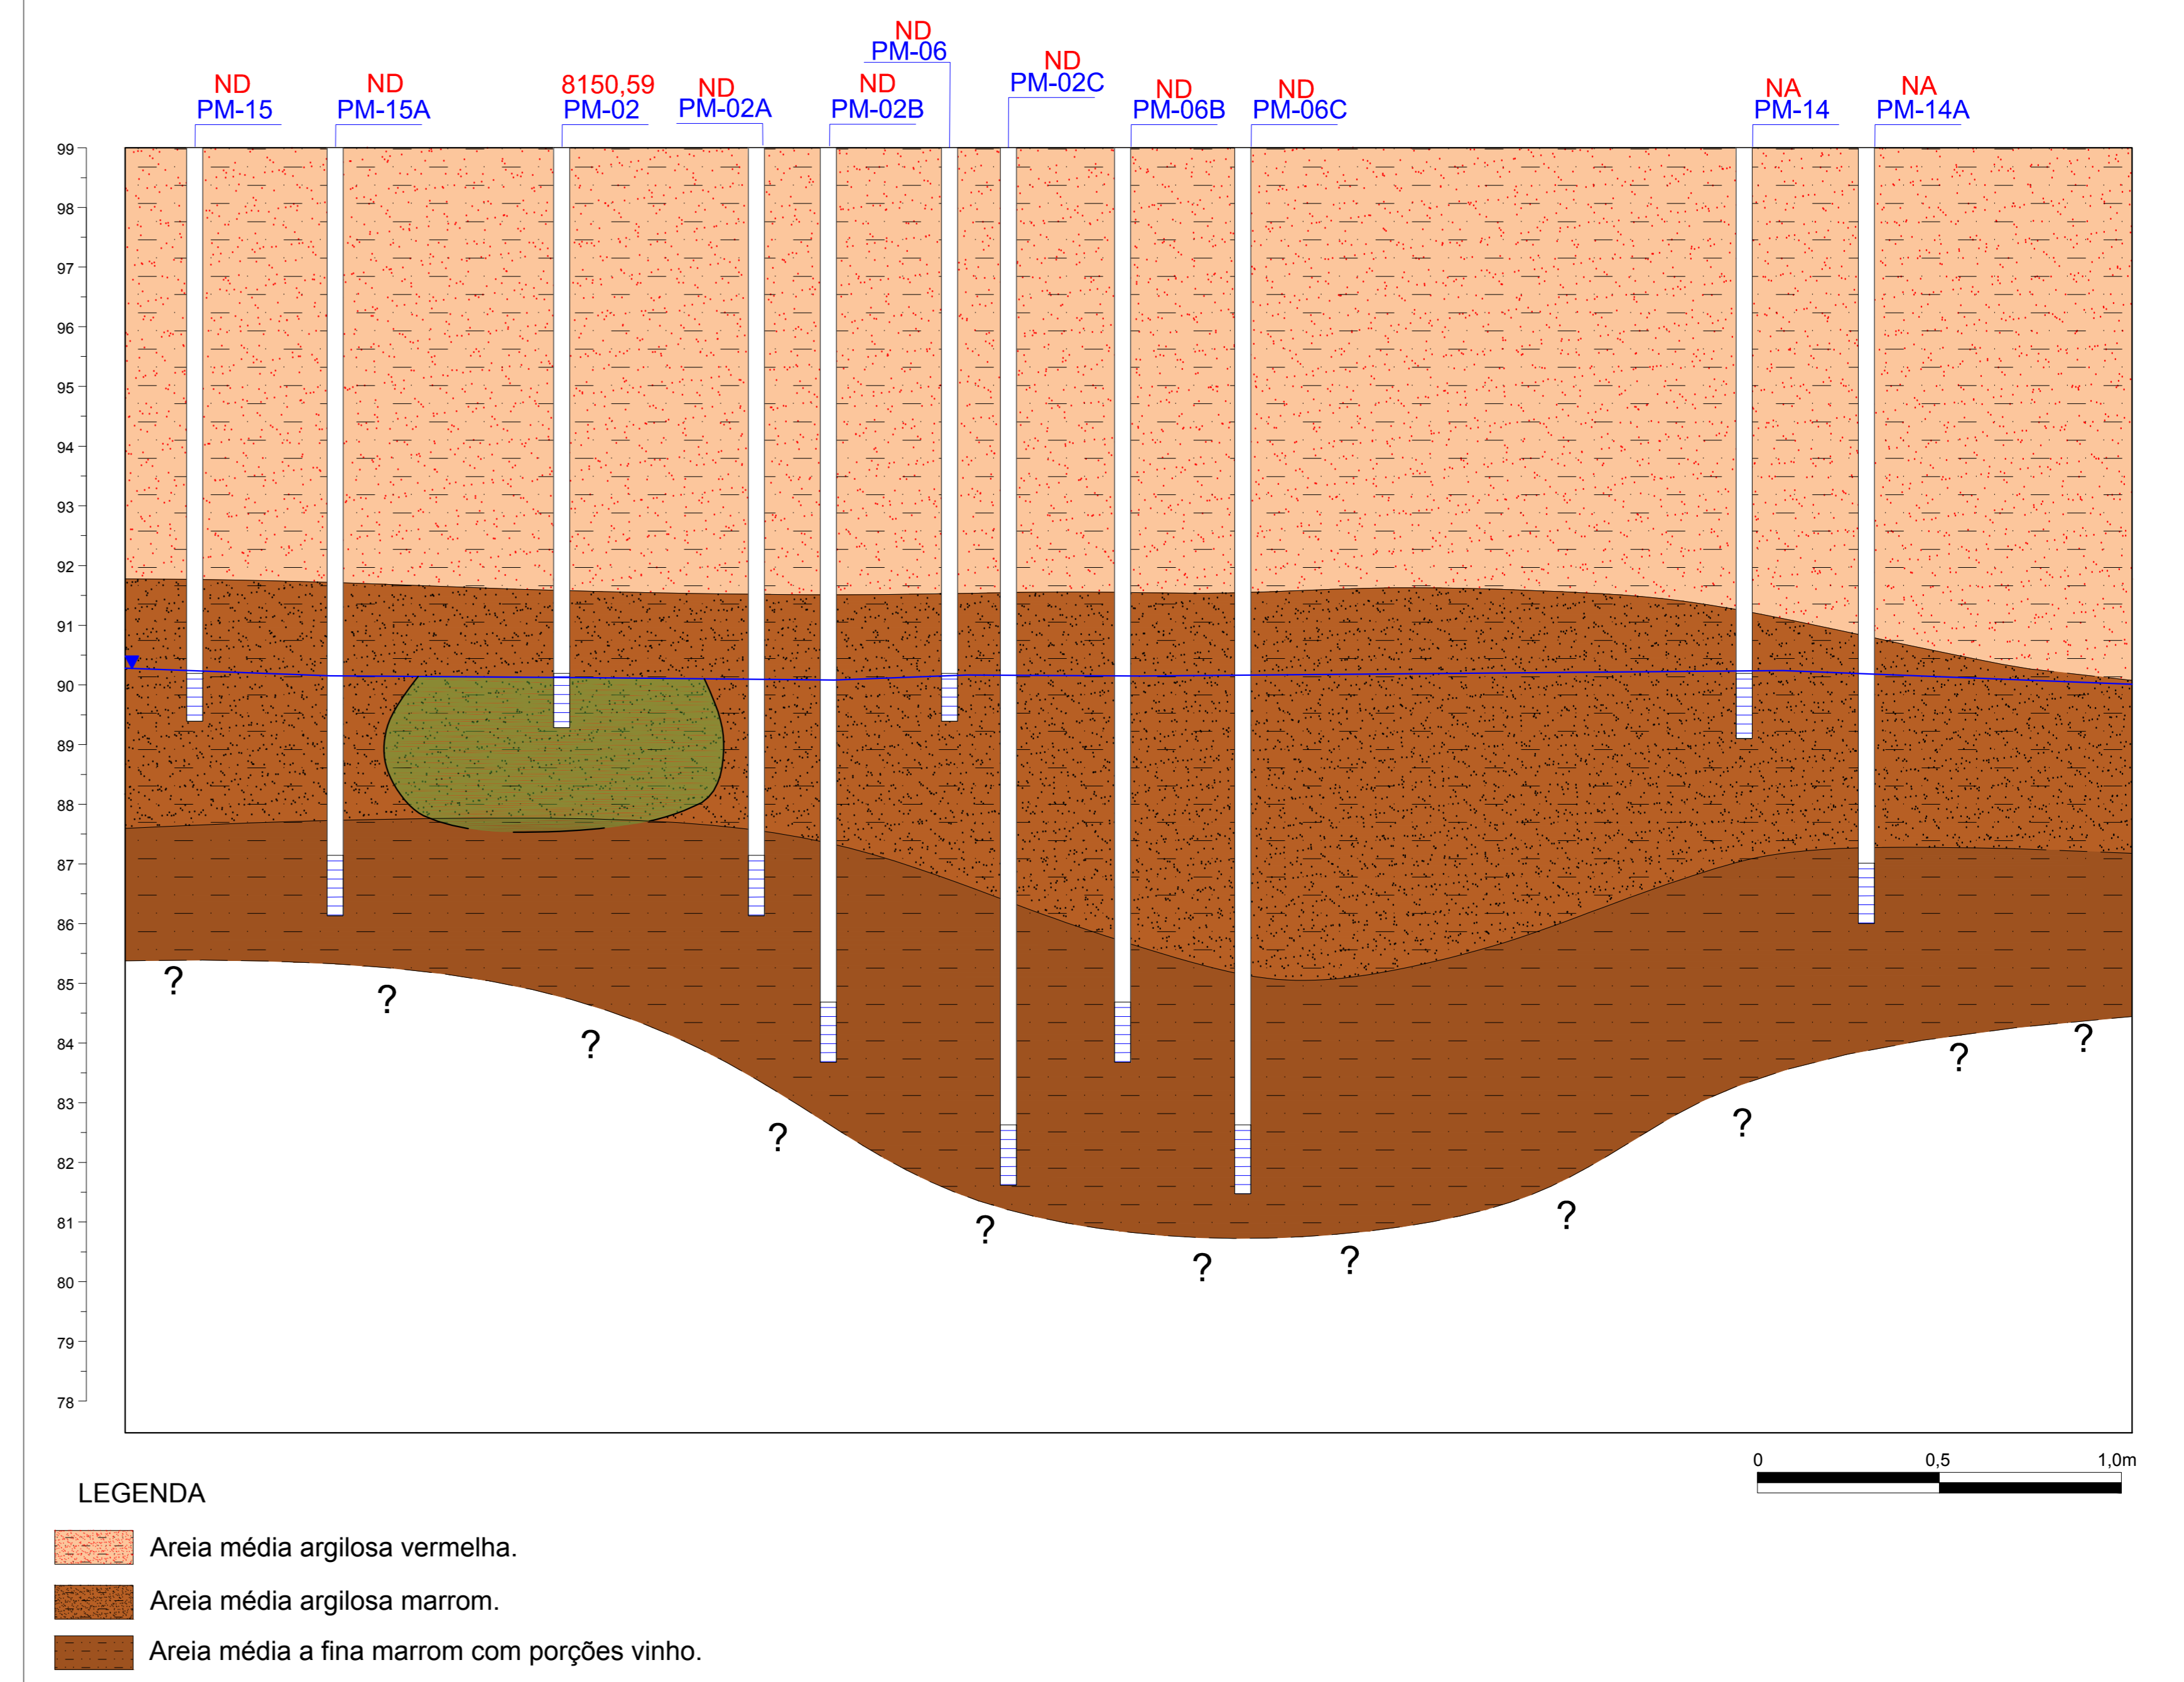 ND
PM-06
ND
PM-02C
ND
PM-15
ND
PM-15A
8150,59
PM-02
ND
PM-02A
ND
PM-02B
ND
PM-06B
ND
PM-06C
NA
PM-14
NA
PM-14A
99
98
97
96
95
94
93
92
91
90
89
88
87
86
85
84
83
82
81
80
79
78
?
?
?
?
?
?
?
?
?
?
?
0 0,5 1,0m
LEGENDA
Areia média argilosa vermelha.
Areia média argilosa marrom.
Areia média a fina marrom com porções vinho.